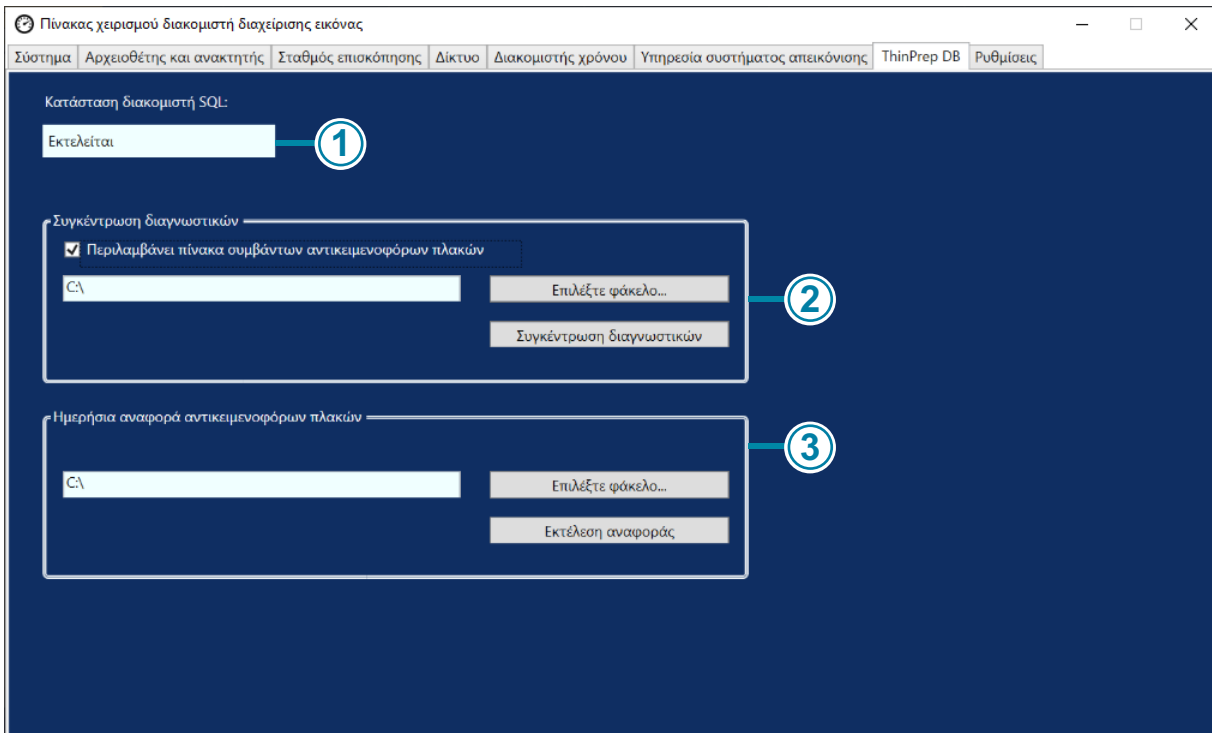 Πίνακας χειρισμού διακομιστή διαχείρισης εικόνας
Σύστημα Αρχειοθέτης και ανακτητής Σταθμός επισκόπησης Δίκτυο Διακομιστής χρόνου Υπηρεσία συστήματος απεικόνισης ThinPrep DB Ρυθμίσεις
Κατάσταση διακομιστή SQL:
Εκτελείται
1
Συγκέντρωση διαγνωστικών
Περιλαμβάνει πίνακα συμβάντων αντικειμενοφόρων πλακών
C:\ Επιλέξτε φάκελο...
2
Συγκέντρωση διαγνωστικών
Ημερήσια αναφορά αντικειμενοφόρων πλακών
3
C:\ Επιλέξτε φάκελο...
Εκτέλεση αναφοράς